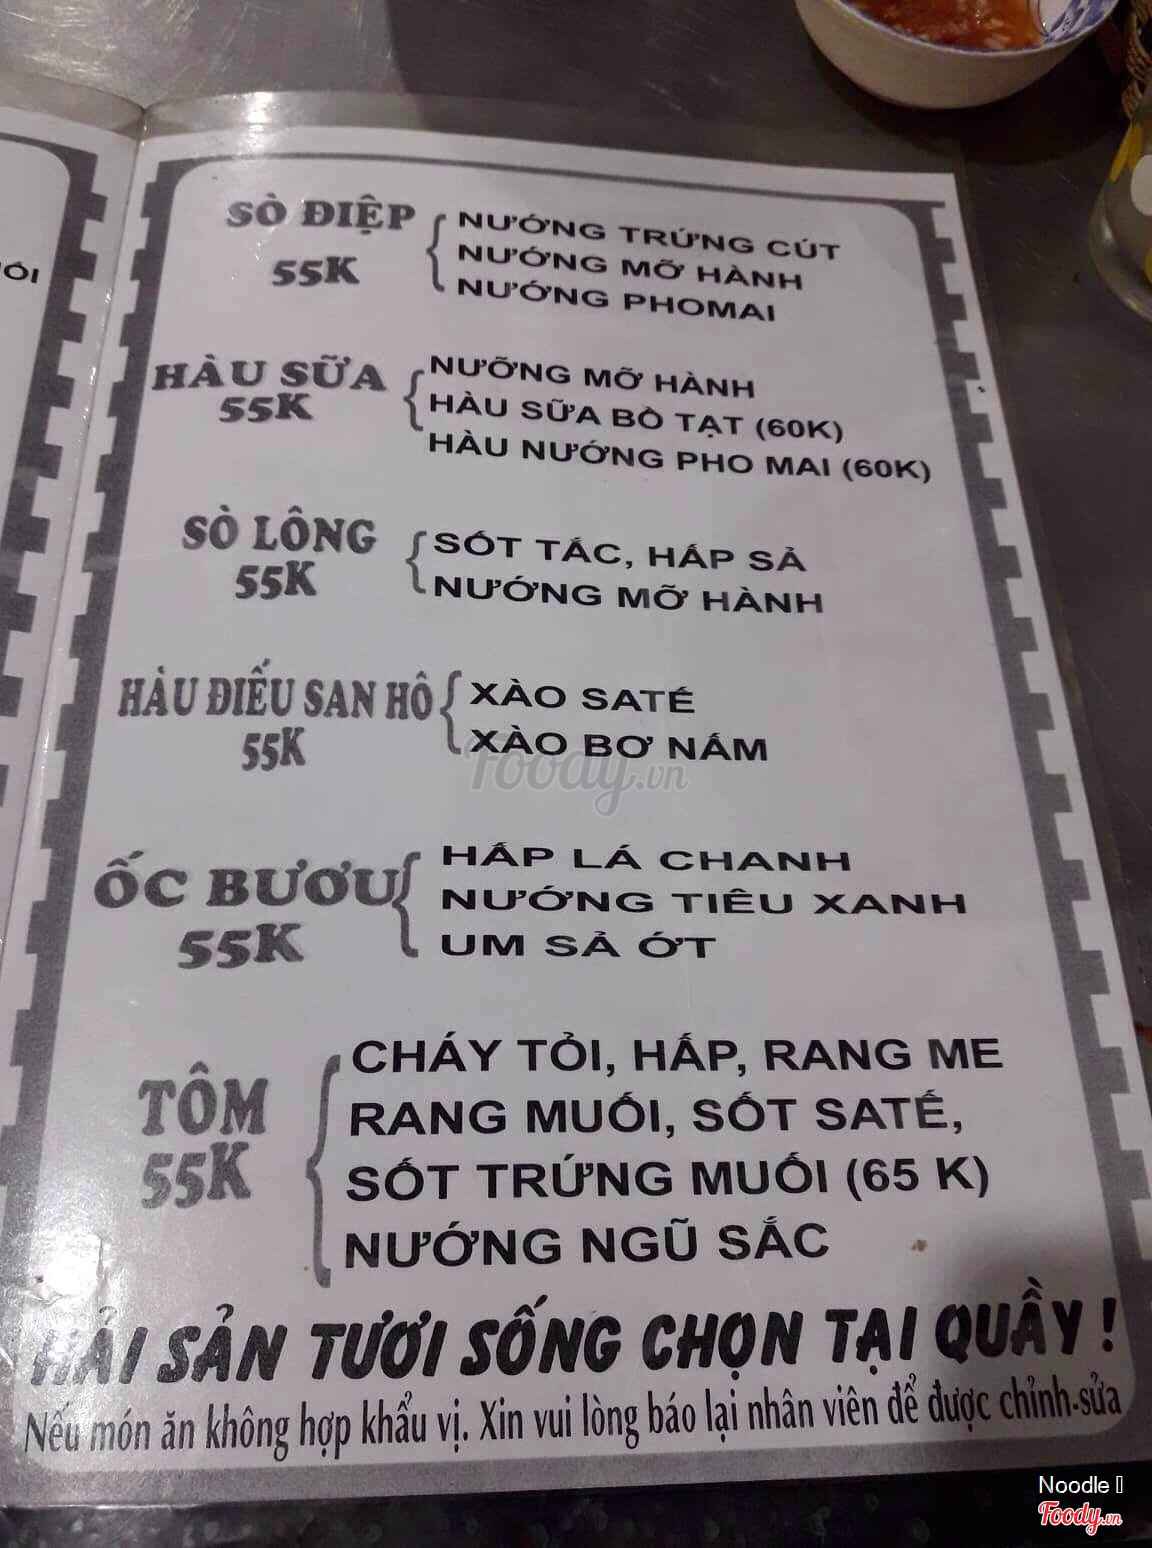 SÒ ĐIỆP
55K
NƯỚNG TRỨNG CÚT
NƯỚNG MỠ HÀNH
NƯỚNG PHOMAI
HÀU SỮA
55K
NƯỠNG MỠ HÀNH
HÀU SỮA BỎ TẠT (60K)
HÀU NƯỚNG PHO MAI (60K)
SÒ LÔNG
55K
SỐT TẮC, HẤP SẢ
NƯỚNG MỠ HÀNH
HÀU ĐIẾU SAN HÔ
55K
XÀO SATÉ
XÀO BƠ NẤM
Foody.vn
ỐC BƯƠU
55K
HẤP LÁ CHANH
NƯỚNG TIÊU XANH
UM SẢ ỚT
TÔM
55K
CHÁY TỎI, HẤP, RANG ME
RANG MUỐI, SỐT SATẾ,
SỐT TRỨNG MUỐI (65 K)
NƯỚNG NGŨ SẮC
HẢI SẢN TƯƠI SỐNG CHỌN TẠI QUẦY !
Nếu món ăn không hợp khẩu vị. Xin vui lòng báo lại nhân viên để được chỉnh sửa
Noodle
Foody.vn